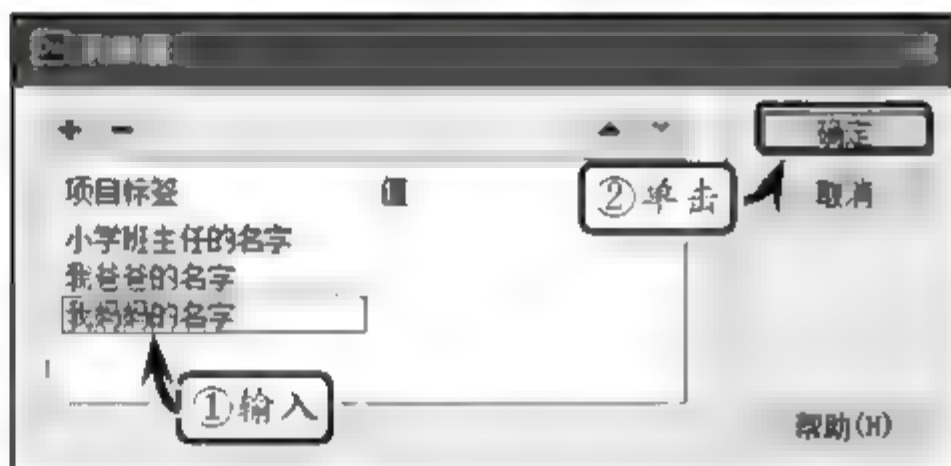 确定
项目标签 值
②单击
取消
小学班主任的名字
我爸爸的名字
我妈妈的名字
①输入
帮助(H)